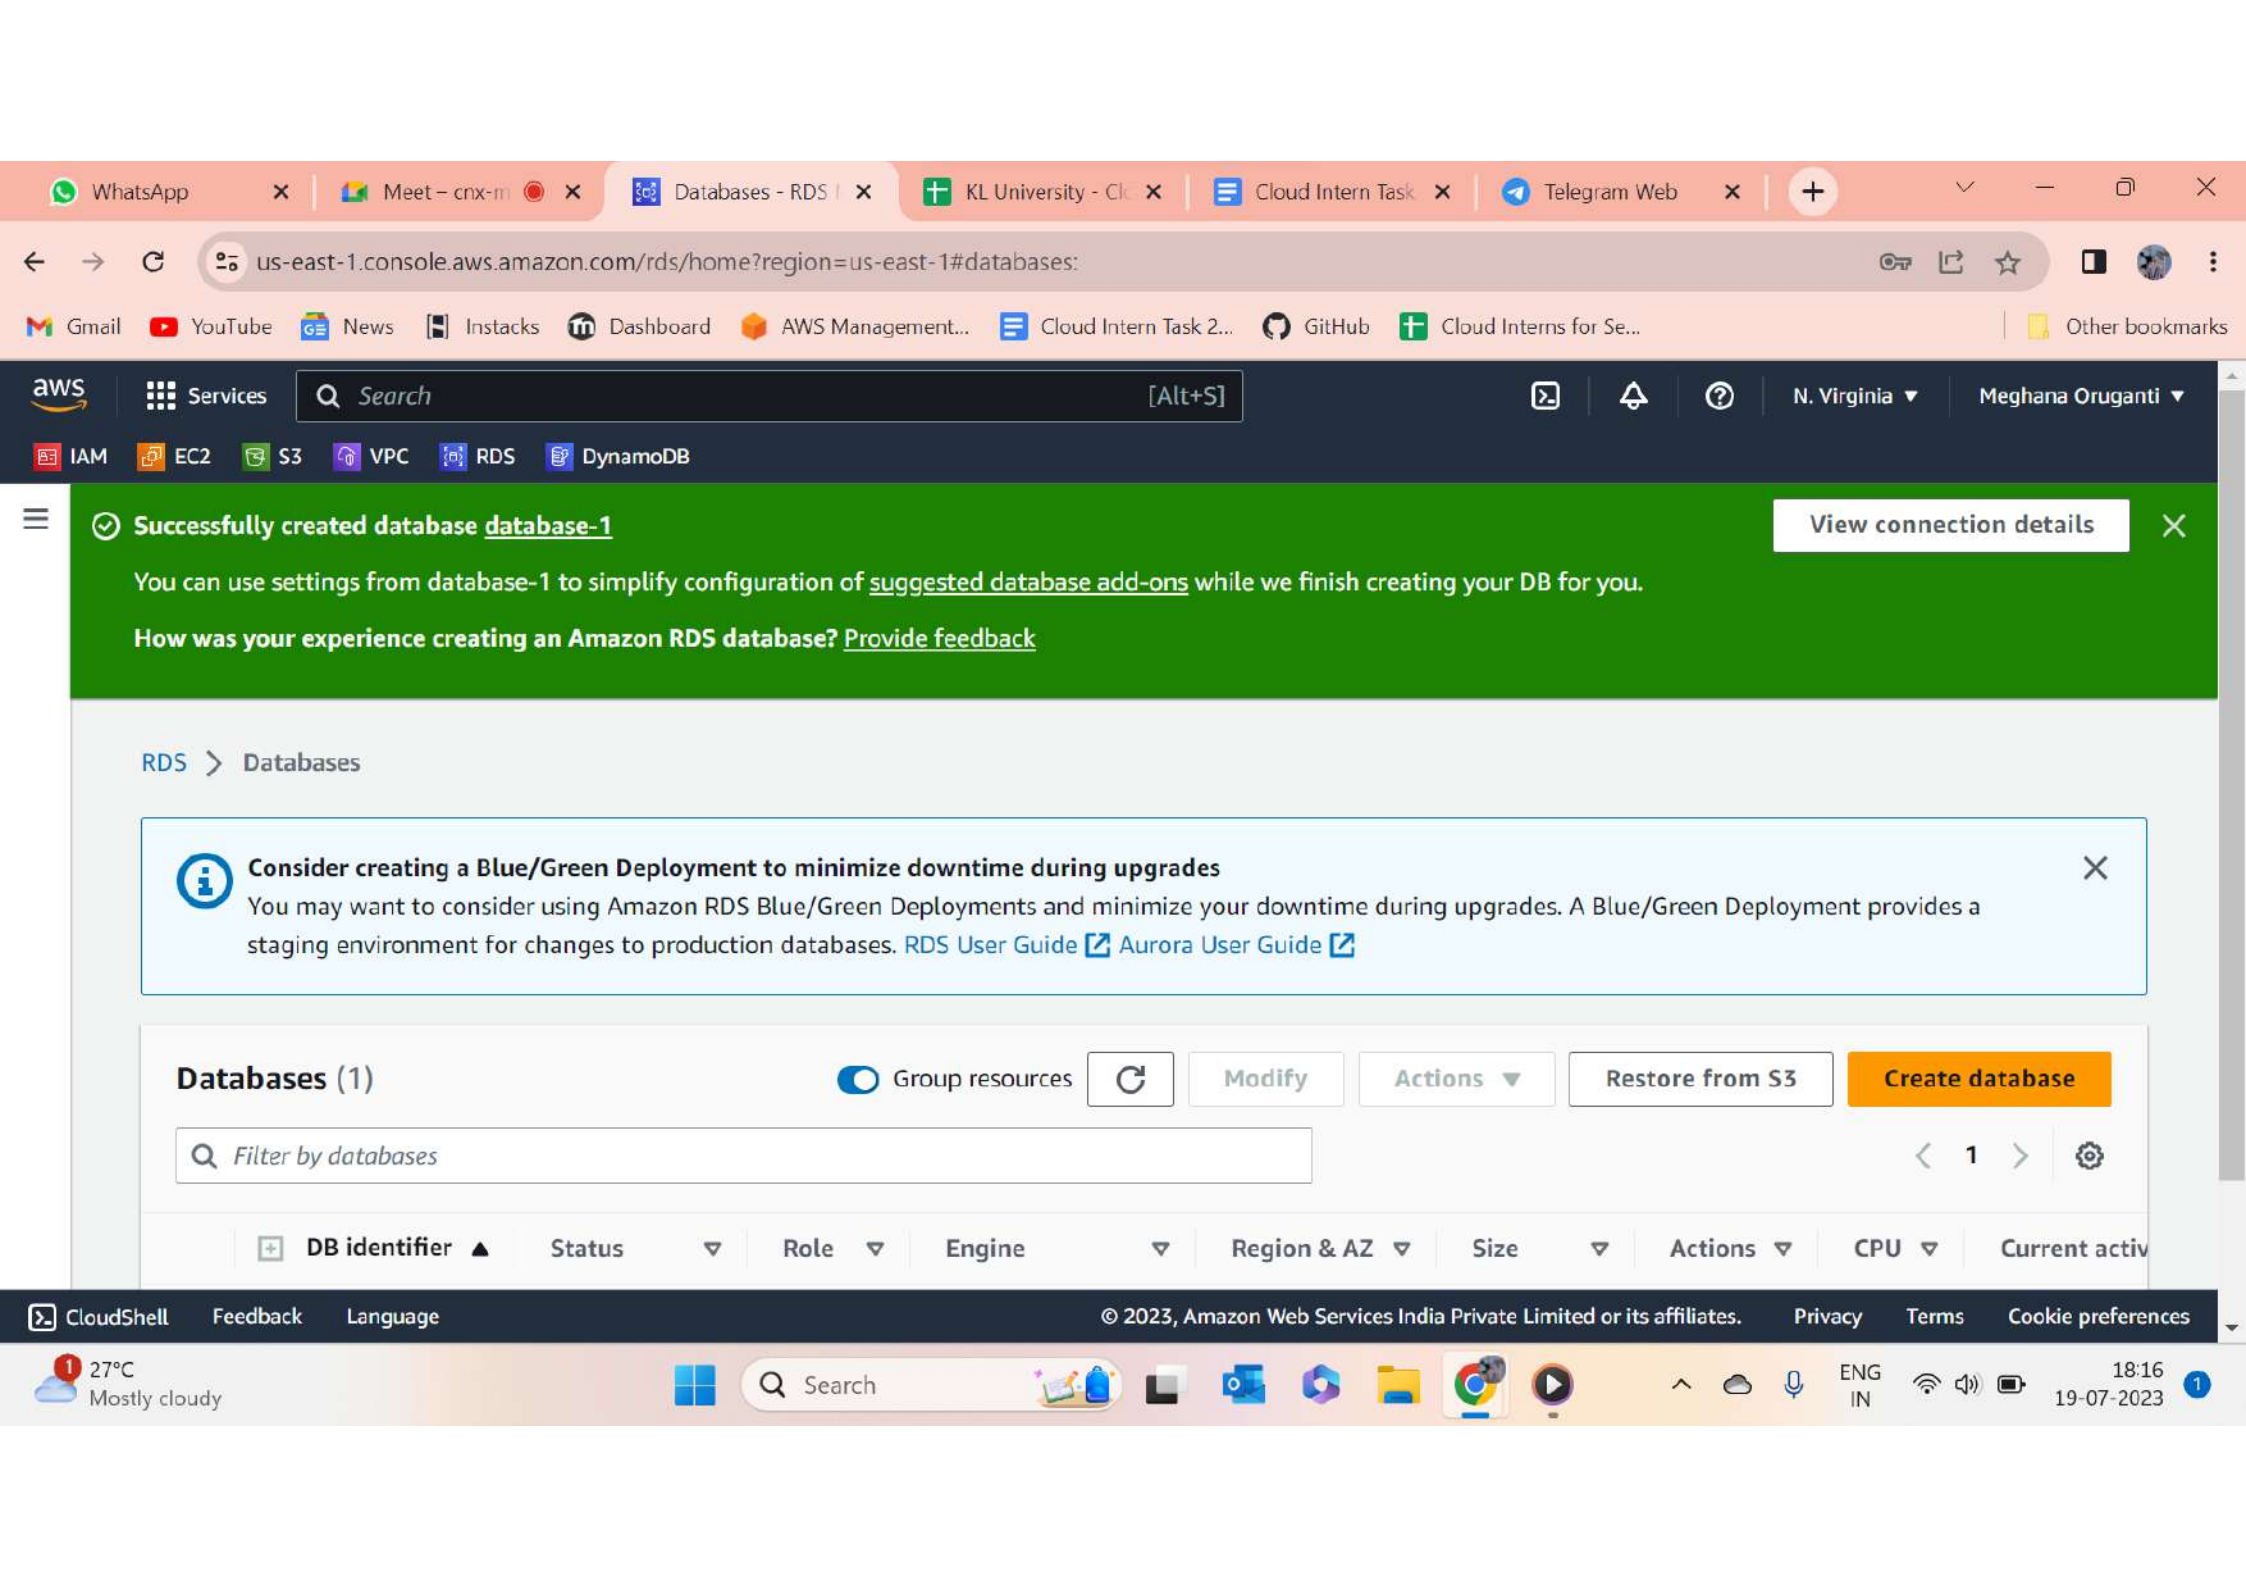 WhatsApp
Meet – cnx-m
Databases - RDS
KL University - Cl
Cloud Intern Task
Telegram Web
us-east-1.console.aws.amazon.com/rds/home?region=us-east-1#databases:
Gmail
YouTube
GE News
Instacks
Dashboard
AWS Management...
Cloud Intern Task 2...
GitHub
Cloud Interns for Se...
Other bookmarks
aws
Services
Search
[Alt+S]
N. Virginia
Meghana Oruganti
IAM
EC2
S3
VPC
RDS
DynamoDB
Successfully created database database-1
View connection details
You can use settings from database-1 to simplify configuration of suggested database add-ons while we finish creating your DB for you.
How was your experience creating an Amazon RDS database? Provide feedback
RDS
Databases
Consider creating a Blue/Green Deployment to minimize downtime during upgrades
You may want to consider using Amazon RDS Blue/Green Deployments and minimize your downtime during upgrades. A Blue/Green Deployment provides a
staging environment for changes to production databases. RDS User Guide Aurora User Guide
Databases (1)
Group resources
Modify
Actions
Restore from S3
Create database
Filter by databases
1
DB identifier
Status
Role
Engine
Region & AZ
Size
Actions
CPU
Current activ
CloudShell
Feedback
Language
© 2023, Amazon Web Services India Private Limited or its affiliates.
Privacy
Terms
Cookie preferences
1
27°C
Mostly cloudy
Search
ENG
IN
18:16
19-07-2023
1